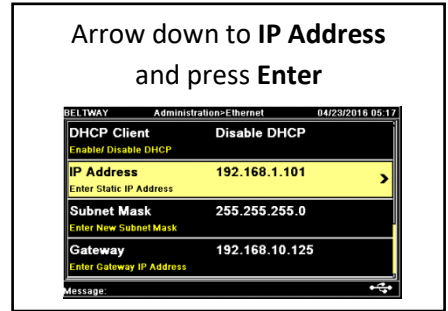 Arrow down to IP Address
and press Enter
BELTWAY Administration>Ethernet 04/23/2016 05:17
DHCP Client Disable DHCP
Enable/ Disable DHCP
IP Address 192.168.1.101 >
Enter Static IP Address
Subnet Mask 255.255.255.0
Enter New Subnet Mask
Gateway 192.168.10.125
Enter Gateway IP Address
Message: